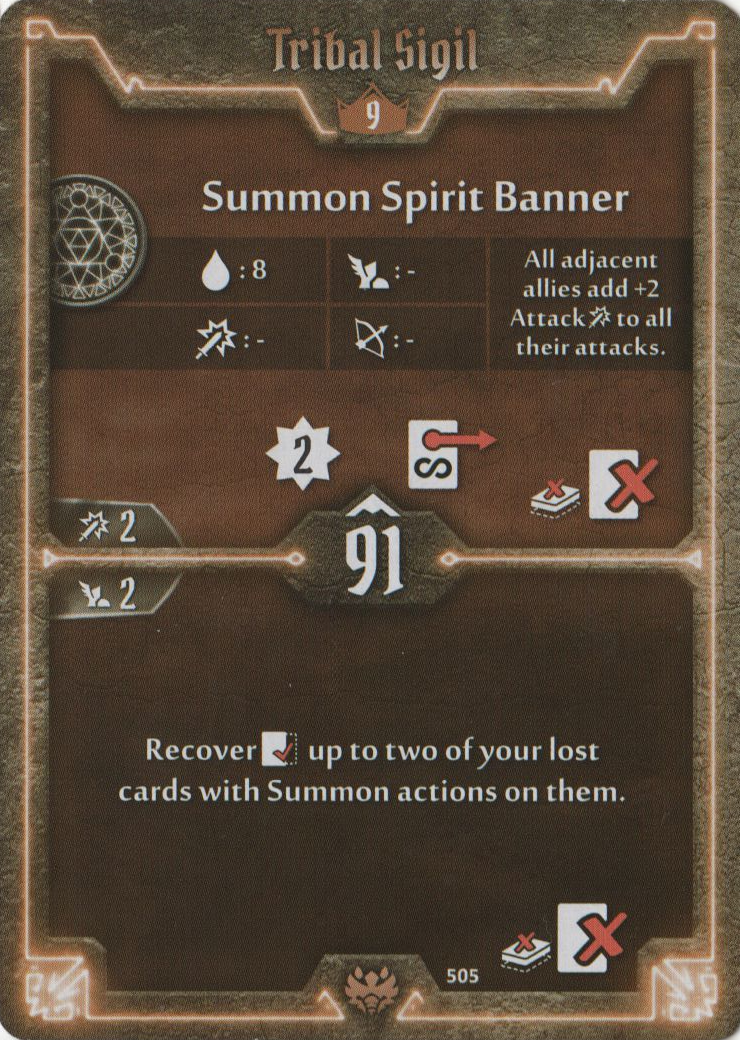 Tribal Sigil
9
Summon Spirit Banner
: 8
: -
: -
: -
All adjacent
allies add +2
Attack to all
their attacks.
2
2
91
2
Recover up to two of your lost
cards with Summon actions on them.
505